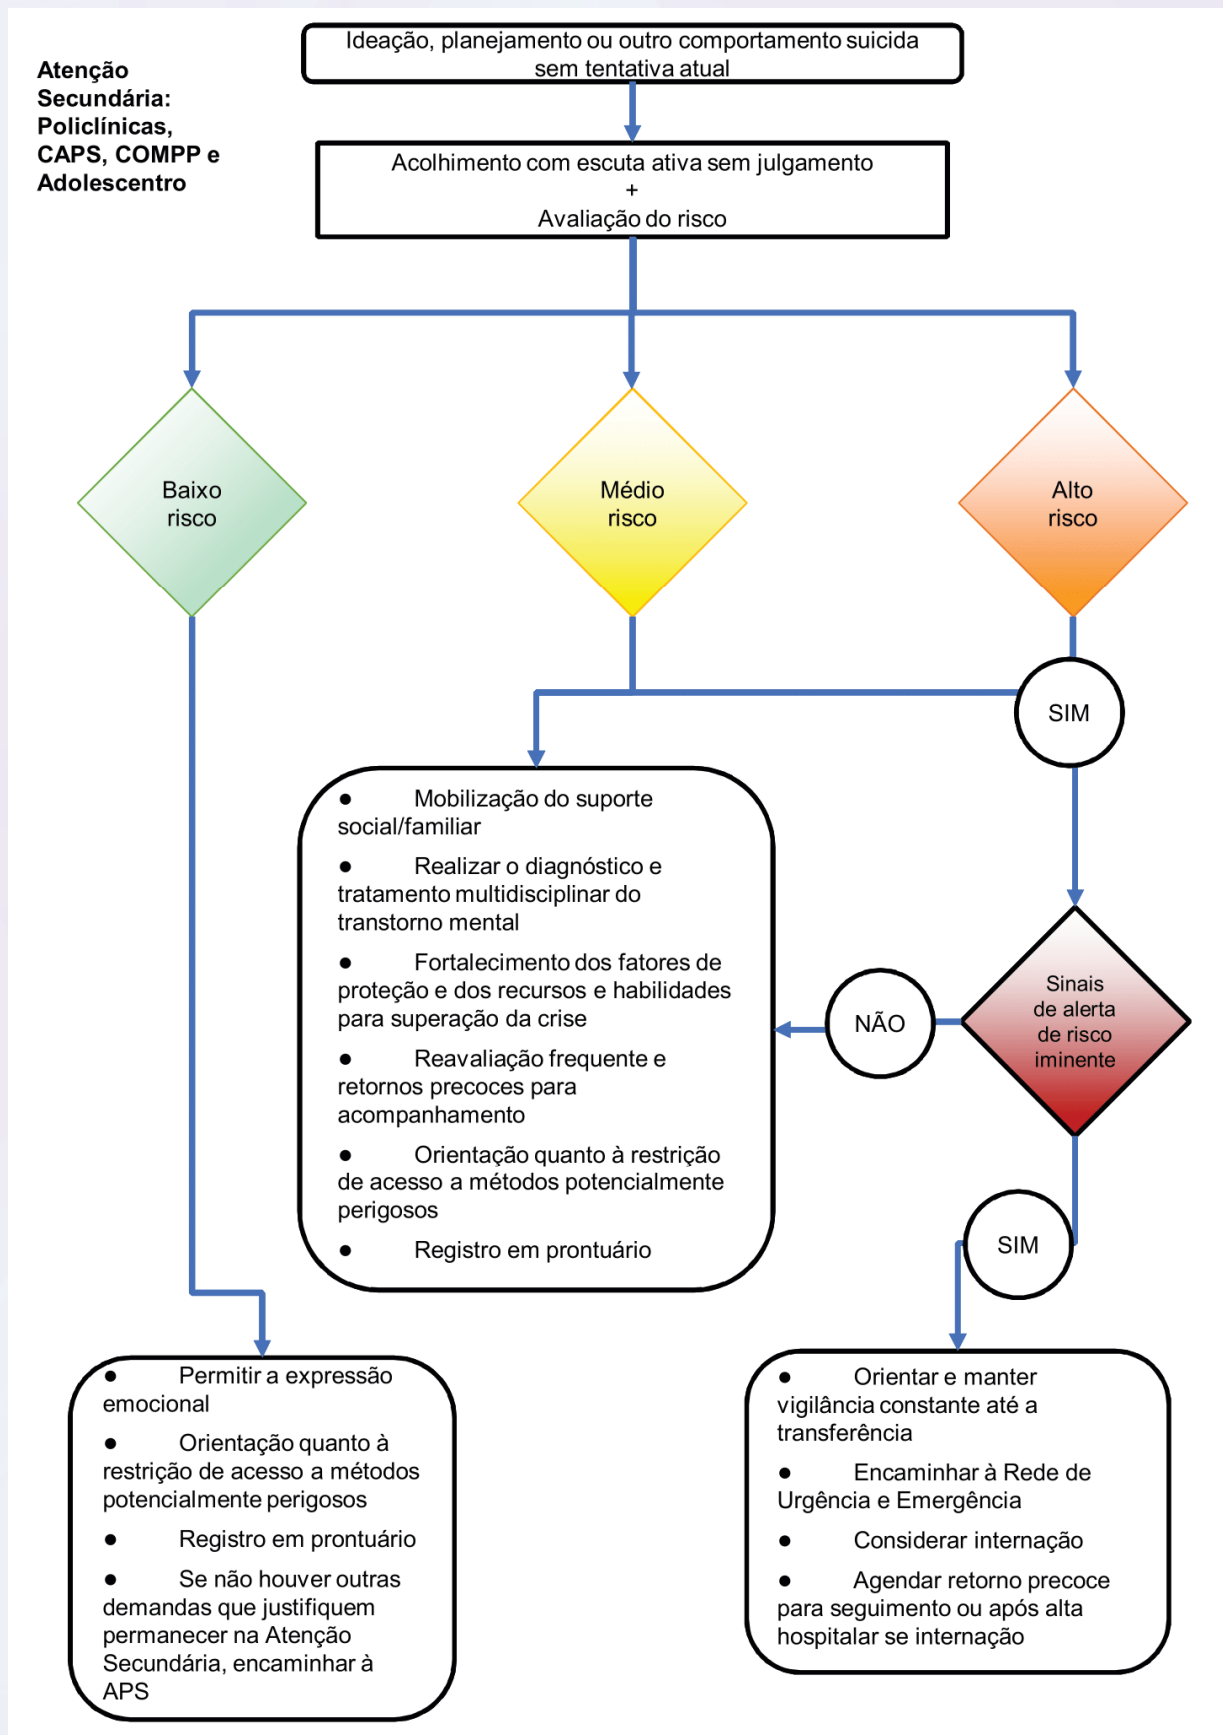 Ideação, planejamento ou outro comportamento suicida
sem tentativa atual
Atenção
Secundária:
Policlínicas,
CAPS, COMPP e
Adolescentro
Acolhimento com escuta ativa sem julgamento
+
Avaliação do risco
Baixo
risco
Médio
risco
Alto
risco
SIM
● Mobilização do suporte
social/familiar
● Realizar o diagnóstico e
tratamento multidisciplinar do
transtorno mental
● Fortalecimento dos fatores de
proteção e dos recursos e habilidades
para superação da crise
● Reavaliação frequente e
retornos precoces para
acompanhamento
● Orientação quanto à restrição
de acesso a métodos potencialmente
perigosos
● Registro em prontuário
NÃO
Sinais
de alerta
de risco
iminente
SIM
● Permitir a expressão
emocional
● Orientação quanto à
restrição de acesso a métodos
potencialmente perigosos
● Registro em prontuário
● Se não houver outras
demandas que justifiquem
permanecer na Atenção
Secundária, encaminhar à
APS
● Orientar e manter
vigilância constante até a
transferência
● Encaminhar à Rede de
Urgência e Emergência
● Considerar internação
● Agendar retorno precoce
para seguimento ou após alta
hospitalar se internação